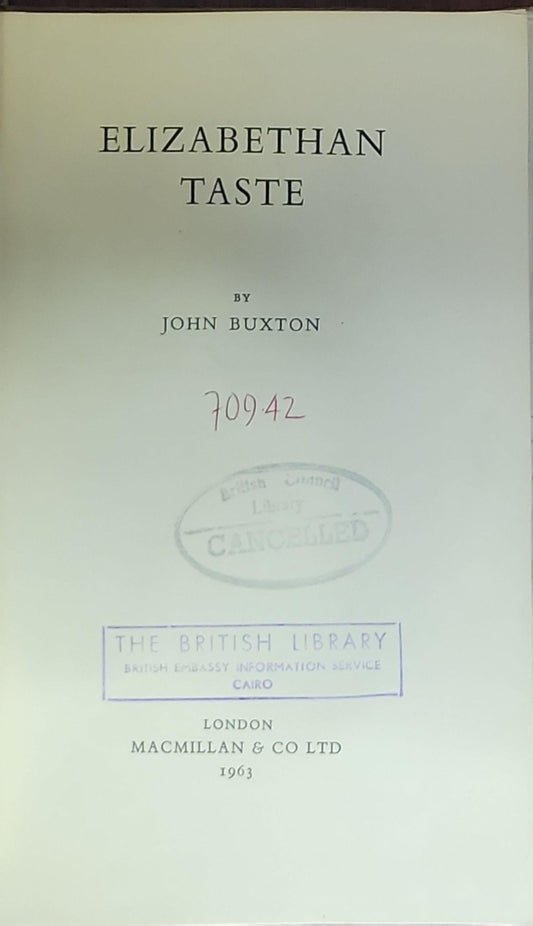 ELIZABETHAN
TASTE
BY
JOHN BUXTON
709.42
British Council
Library
CANCELLED
THE BRITISH LIBRARY
BRITISH EMBASSY INFORMATION SERVICE
CAIRO
LONDON
MACMILLAN & CO LTD
1963